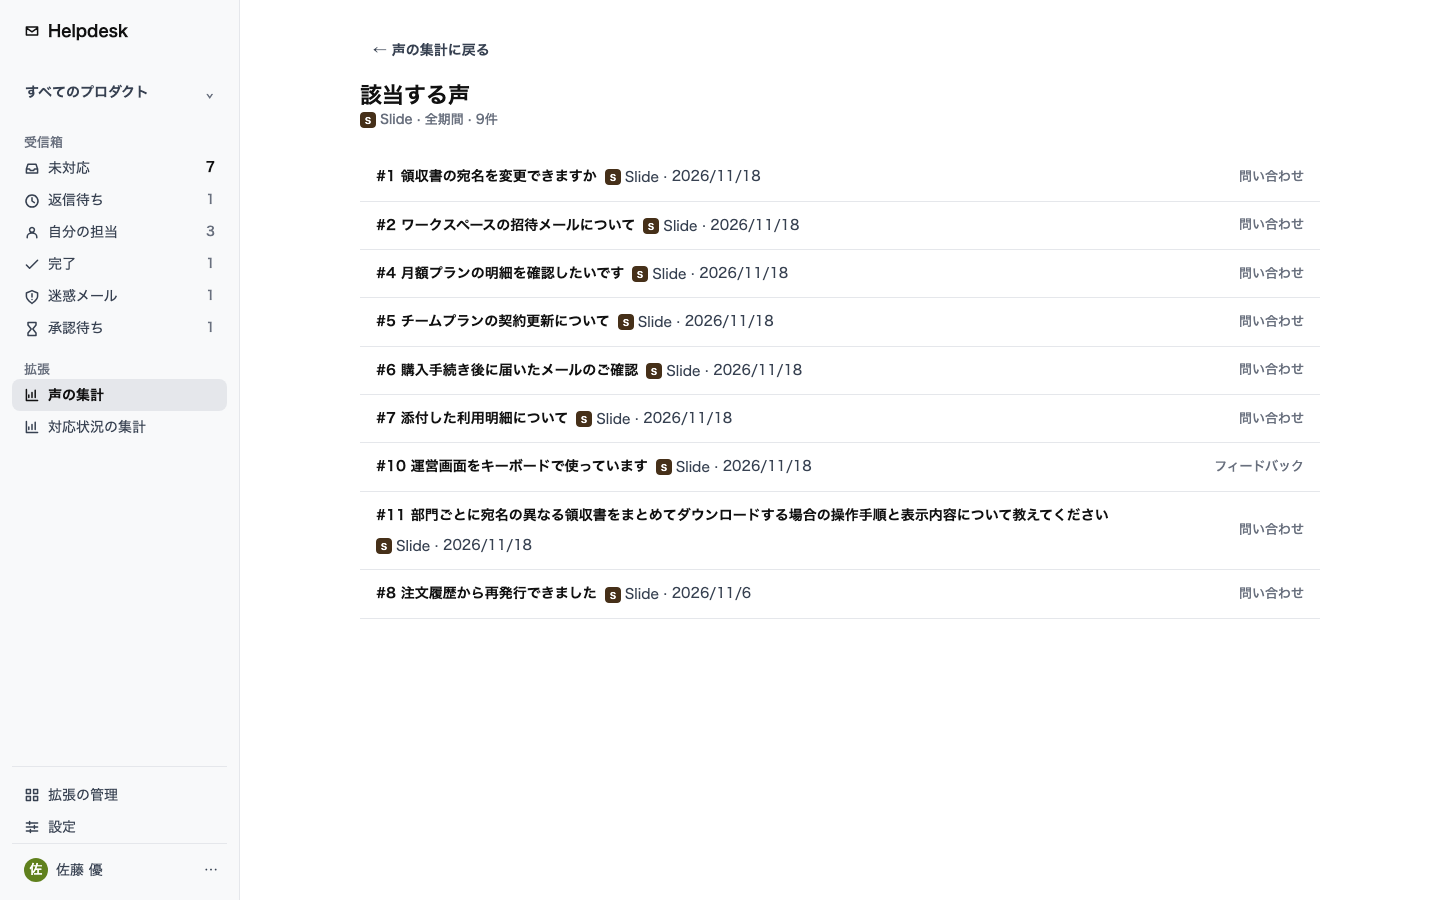 Helpdesk
すべてのプロダクト
受信箱
未対応 7
返信待ち 1
自分の担当 3
完了 1
迷惑メール 1
承認待ち 1
拡張
声の集計
対応状況の集計
拡張の管理
設定
佐 佐藤 優 ...
← 声の集計に戻る
該当する声
S Slide · 全期間 · 9件
#1 領収書の宛名を変更できますか S Slide · 2026/11/18 問い合わせ
#2 ワークスペースの招待メールについて S Slide · 2026/11/18 問い合わせ
#4 月額プランの明細を確認したいです S Slide · 2026/11/18 問い合わせ
#5 チームプランの契約更新について S Slide · 2026/11/18 問い合わせ
#6 購入手続き後に届いたメールのご確認 S Slide · 2026/11/18 問い合わせ
#7 添付した利用明細について S Slide · 2026/11/18 問い合わせ
#10 運営画面をキーボードで使っています S Slide · 2026/11/18 フィードバック
#11 部門ごとに宛名の異なる領収書をまとめてダウンロードする場合の操作手順と表示内容について教えてください
S Slide · 2026/11/18 問い合わせ
#8 注文履歴から再発行できました S Slide · 2026/11/6 問い合わせ